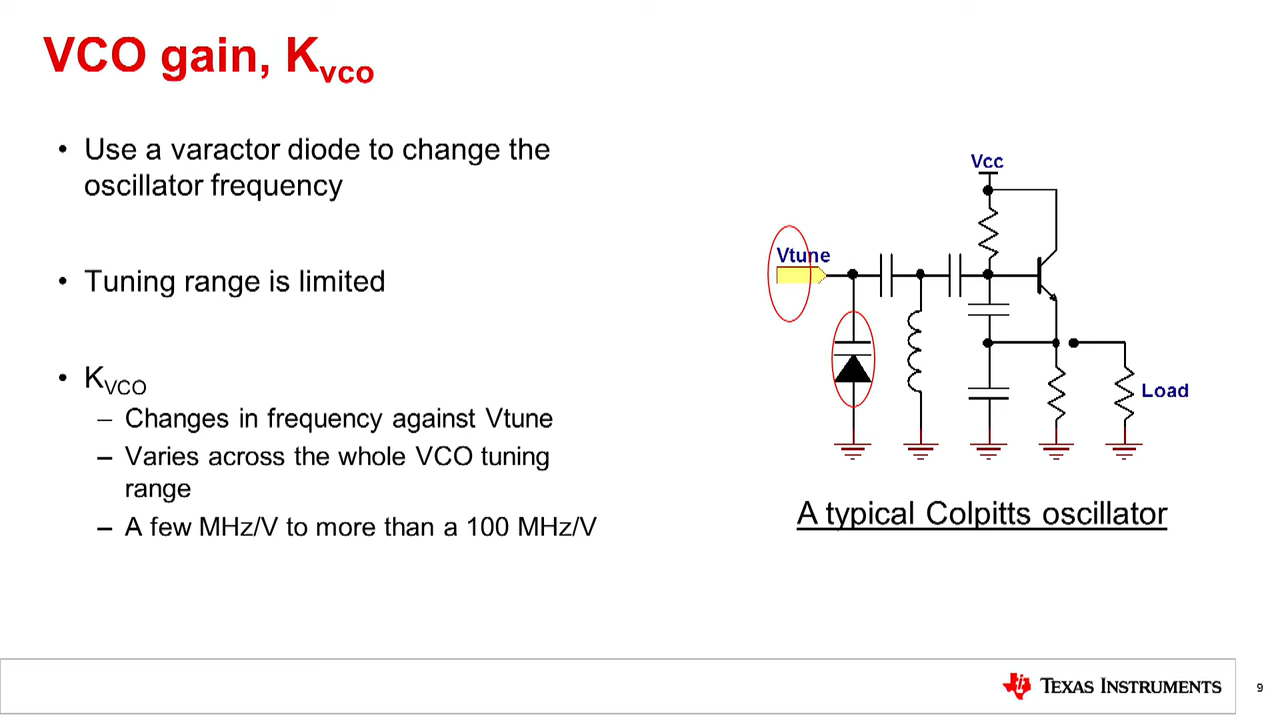 VCO gain, Kvco
• Use a varactor diode to change the
oscillator frequency
• Tuning range is limited
• KVCO
– Changes in frequency against Vtune
– Varies across the whole VCO tuning
range
– A few MHz/V to more than a 100 MHz/V
Vcc
Vtune
Load
A typical Colpitts oscillator
TEXAS INSTRUMENTS
9